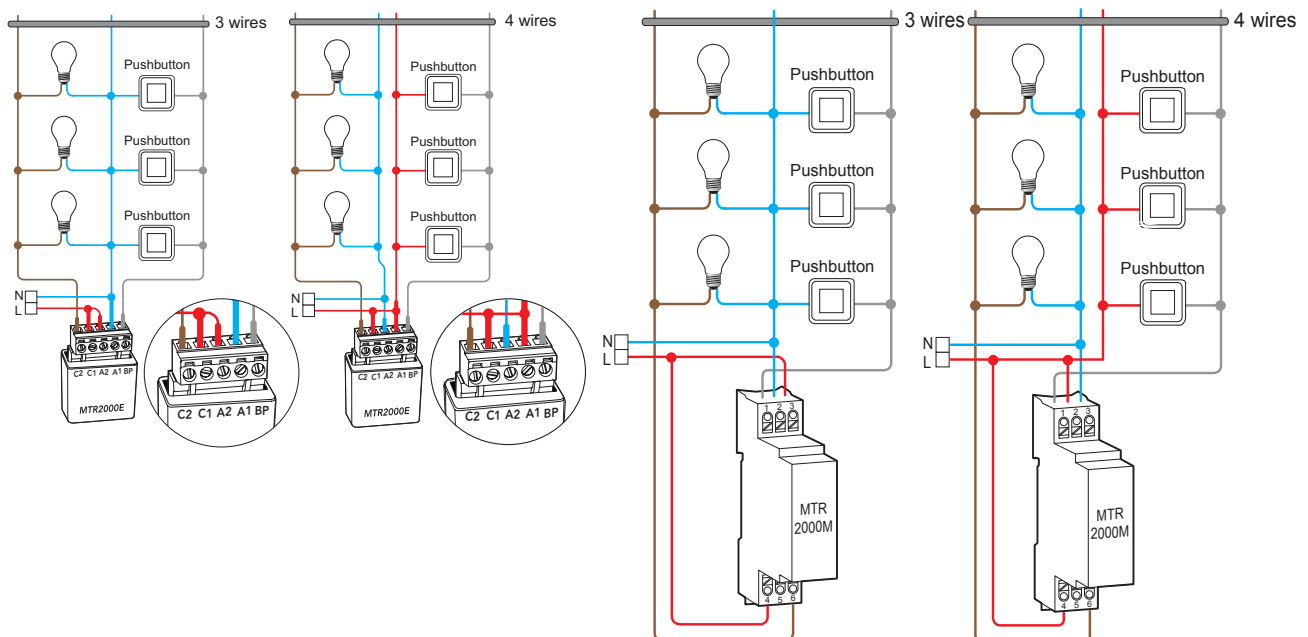 3 wires
Pushbutton
Pushbutton
Pushbutton
N
L
C2 C1 A2 A1 BP
MTR2000E
C2 C1 A2 A1 BP
4 wires
Pushbutton
Pushbutton
Pushbutton
N
L
C2 C1 A2 A1 BP
MTR2000E
C2 C1 A2 A1 BP
3 wires
Pushbutton
Pushbutton
Pushbutton
N
L
1 2 3
MTR
2000M
4 5 6
4 wires
Pushbutton
Pushbutton
Pushbutton
N
L
1 2 3
MTR
2000M
4 5 6